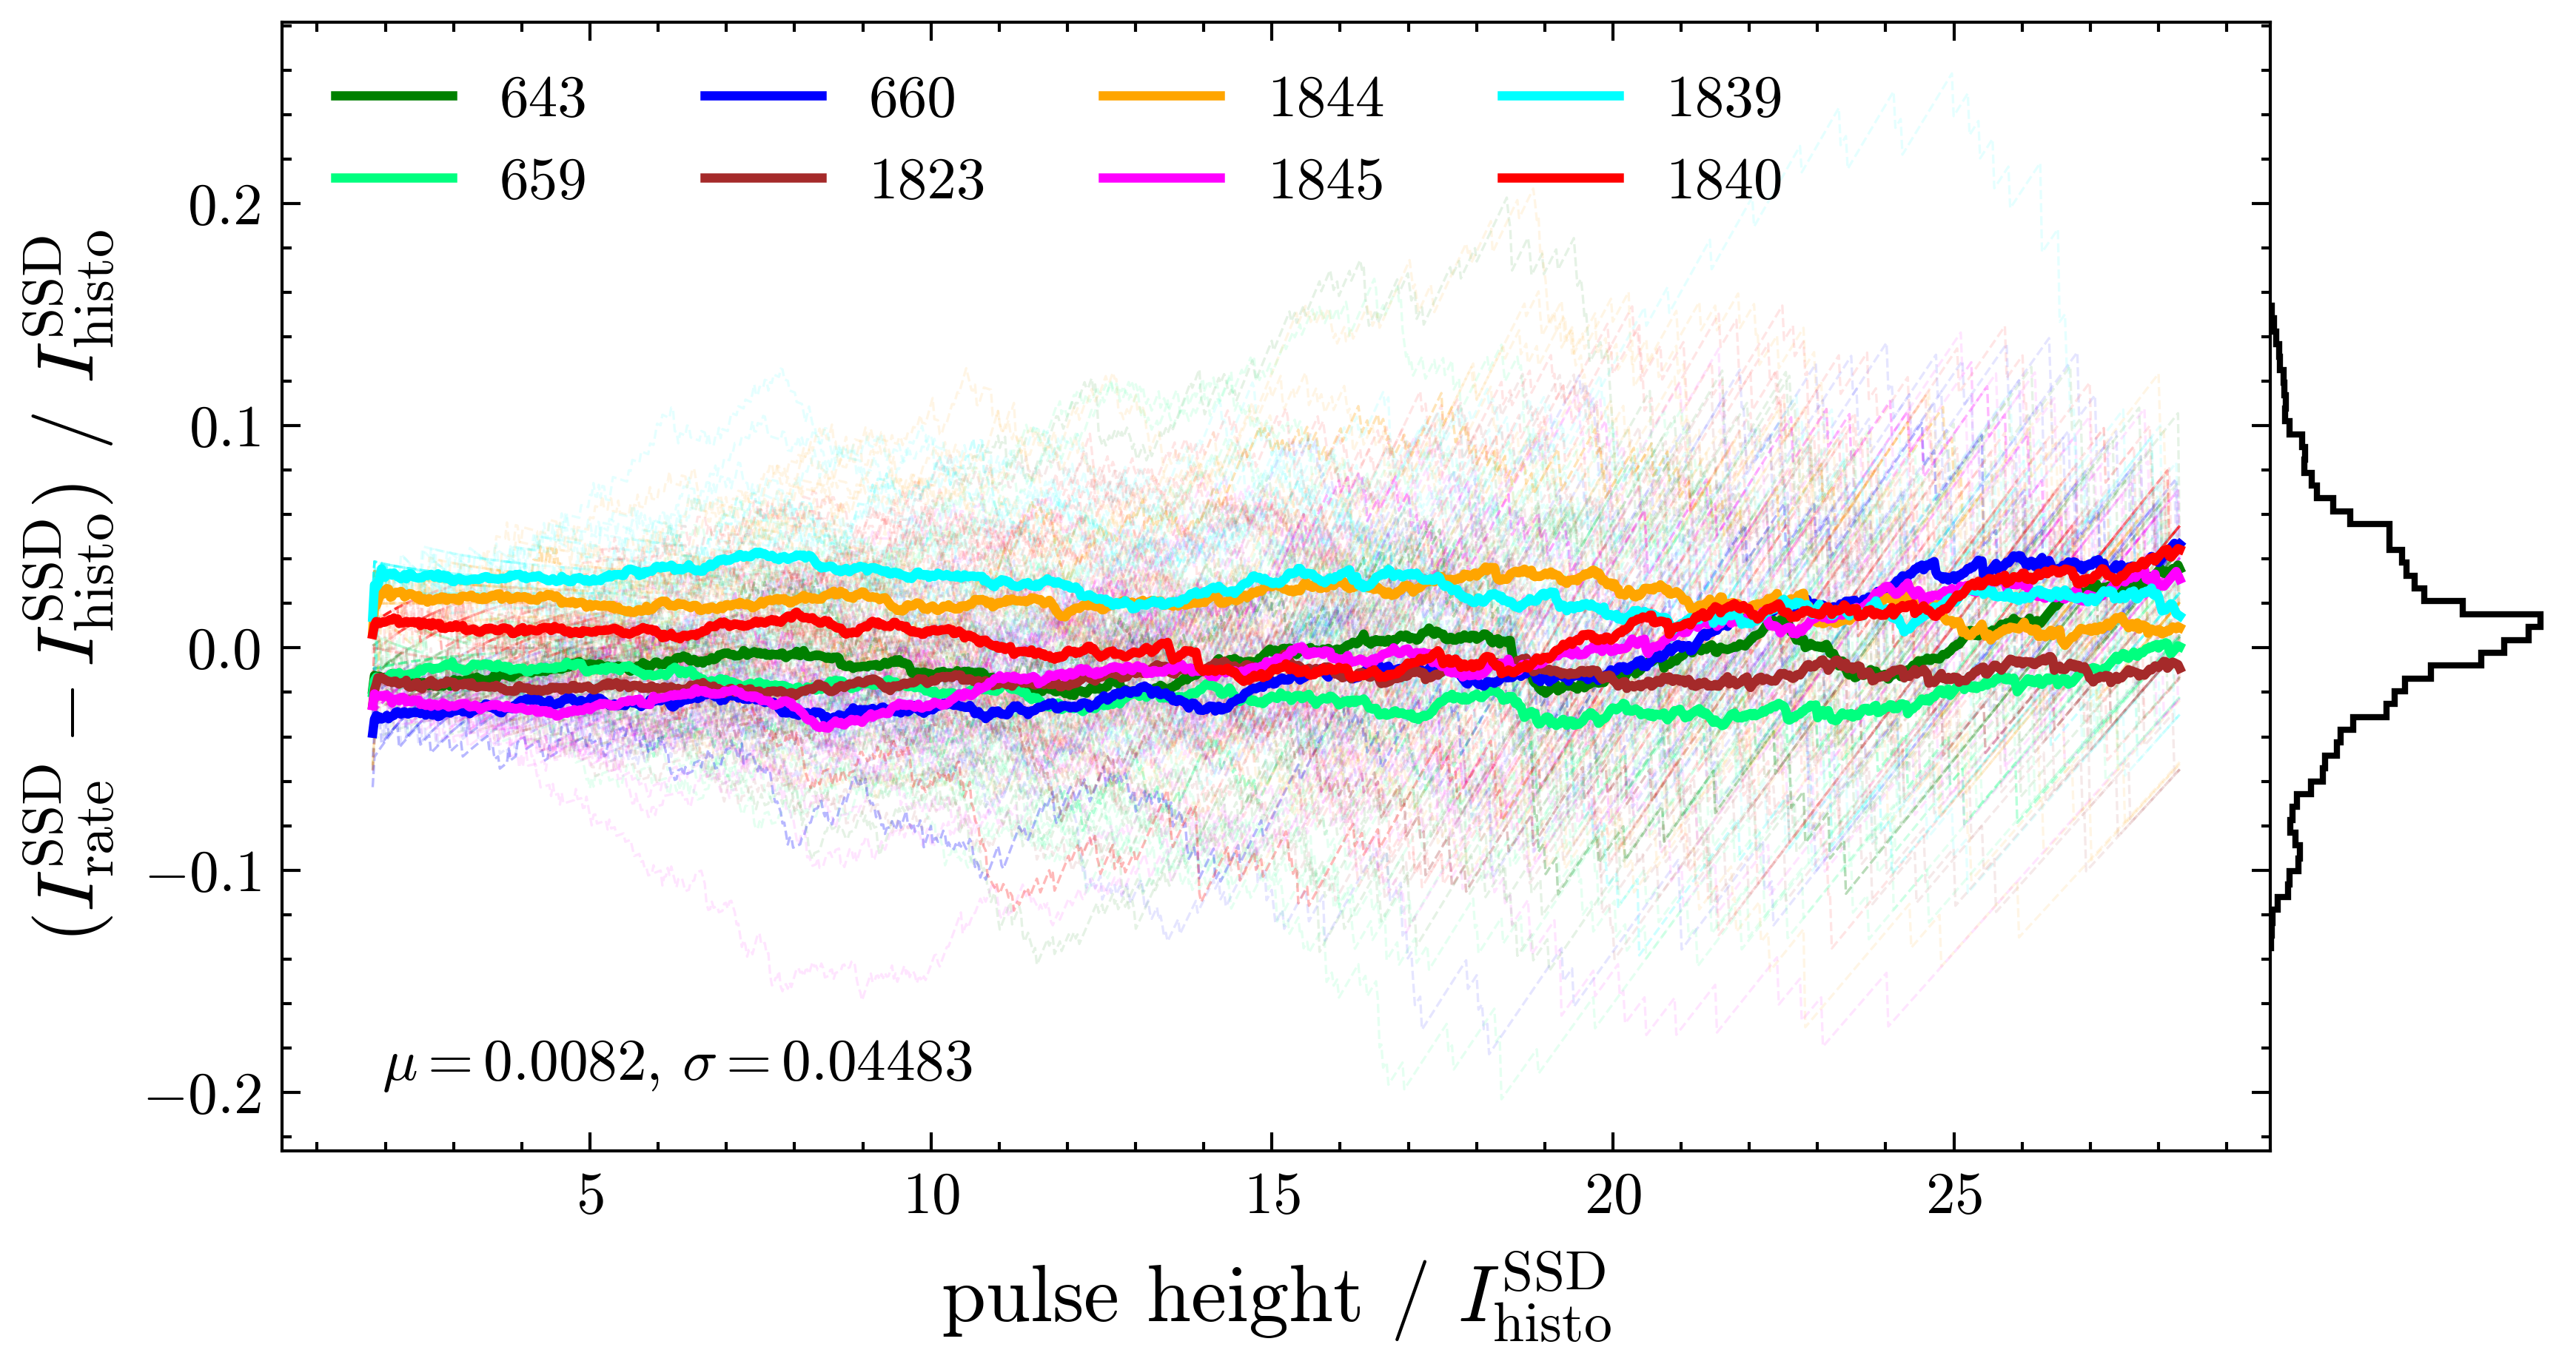 643 660 1844 1839
659 1823 1845 1840
(I_rate^SSD − I_histo^SSD) / I_histo^SSD
0.2
0.1
0.0
−0.1
−0.2
μ = 0.0082, σ = 0.04483
5 10 15 20 25
pulse height / I_histo^SSD